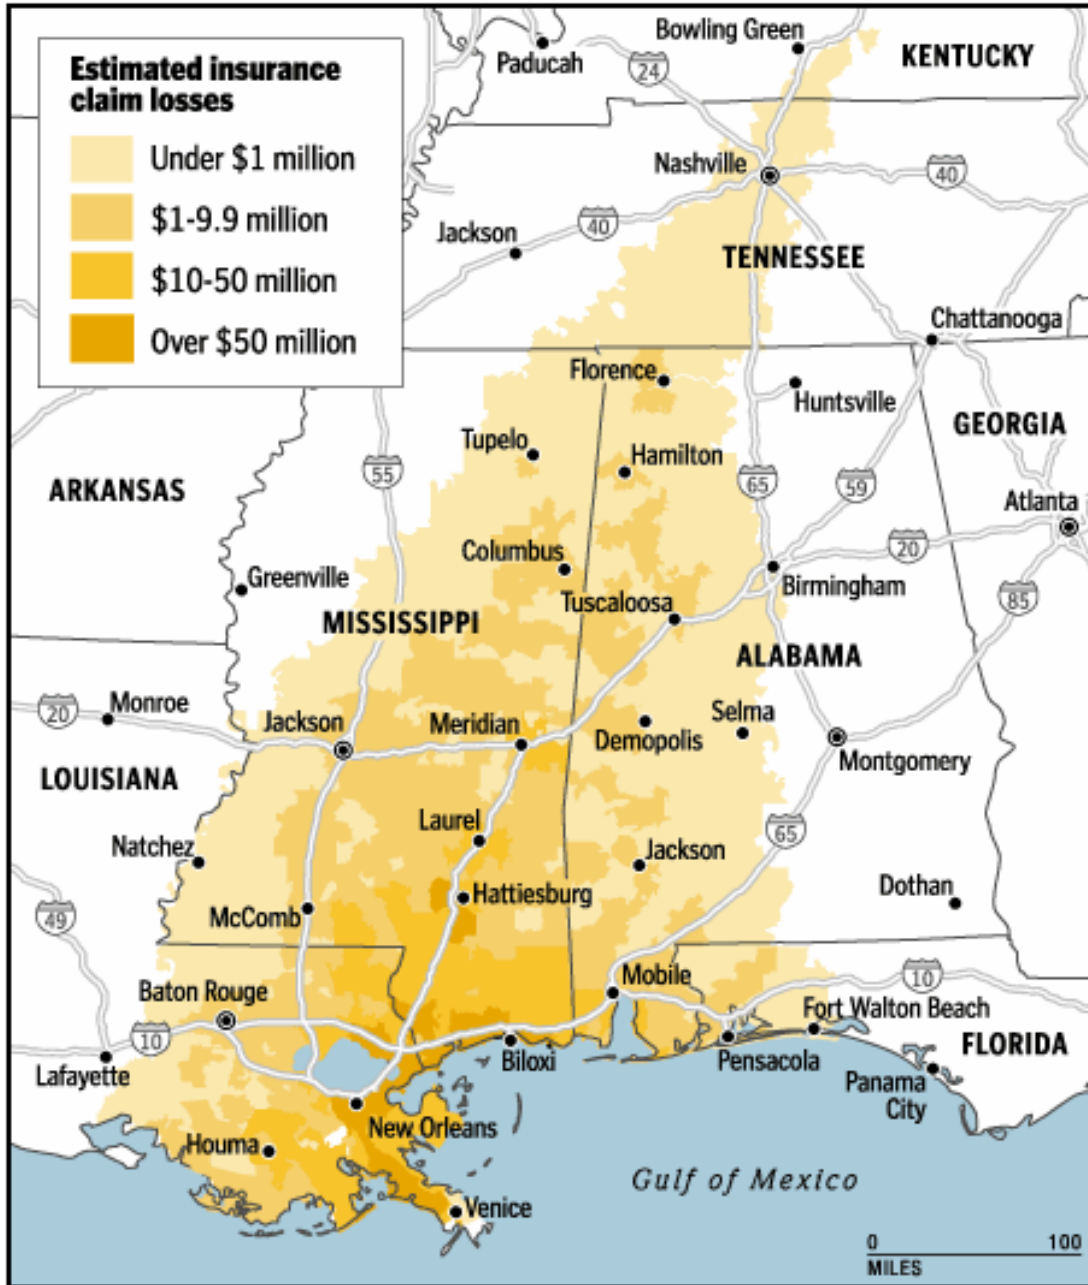 Estimated insurance
claim losses
Under $1 million
$1-9.9 million
$10-50 million
Over $50 million
Bowling Green
KENTUCKY
Paducah
24
Nashville
40
40
Jackson
TENNESSEE
Chattanooga
Florence
Huntsville
GEORGIA
Tupelo
Hamilton
55
65
59
ARKANSAS
Atlanta
Columbus
20
Greenville
Birmingham
85
Tuscaloosa
MISSISSIPPI
ALABAMA
Monroe
20
Jackson
Meridian
Selma
Demopolis
Montgomery
LOUISIANA
Laurel
65
Natchez
Jackson
Hattiesburg
Dothan
McComb
49
Mobile
10
Baton Rouge
Fort Walton Beach
10
Lafayette
Biloxi
Pensacola
FLORIDA
Panama
City
New Orleans
Houma
Gulf of Mexico
Venice
0 100
MILES